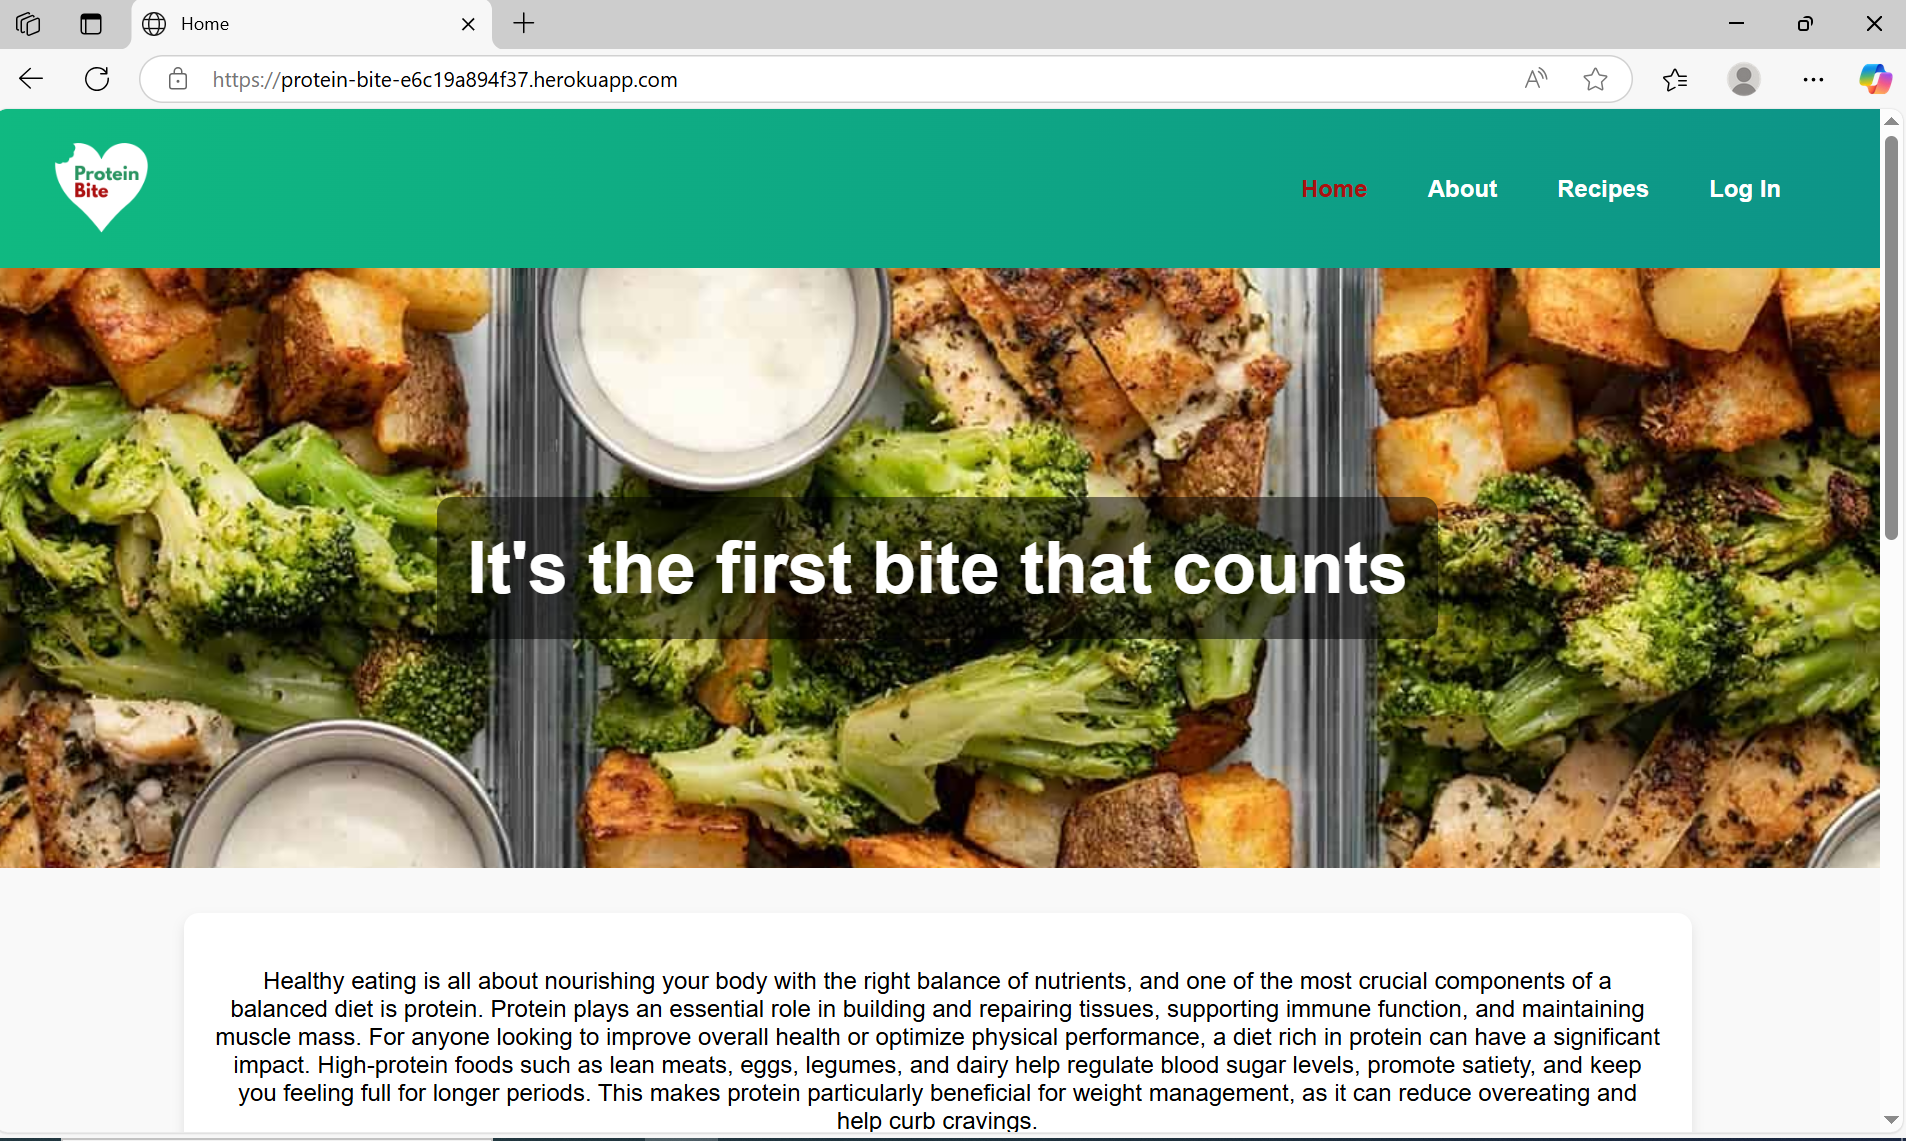 Home
https://protein-bite-e6c19a894f37.herokuapp.com
Protein
Bite
Home About Recipes Log In
It's the first bite that counts
Healthy eating is all about nourishing your body with the right balance of nutrients, and one of the most crucial components of a
balanced diet is protein. Protein plays an essential role in building and repairing tissues, supporting immune function, and maintaining
muscle mass. For anyone looking to improve overall health or optimize physical performance, a diet rich in protein can have a significant
impact. High-protein foods such as lean meats, eggs, legumes, and dairy help regulate blood sugar levels, promote satiety, and keep
you feeling full for longer periods. This makes protein particularly beneficial for weight management, as it can reduce overeating and
help curb cravings.